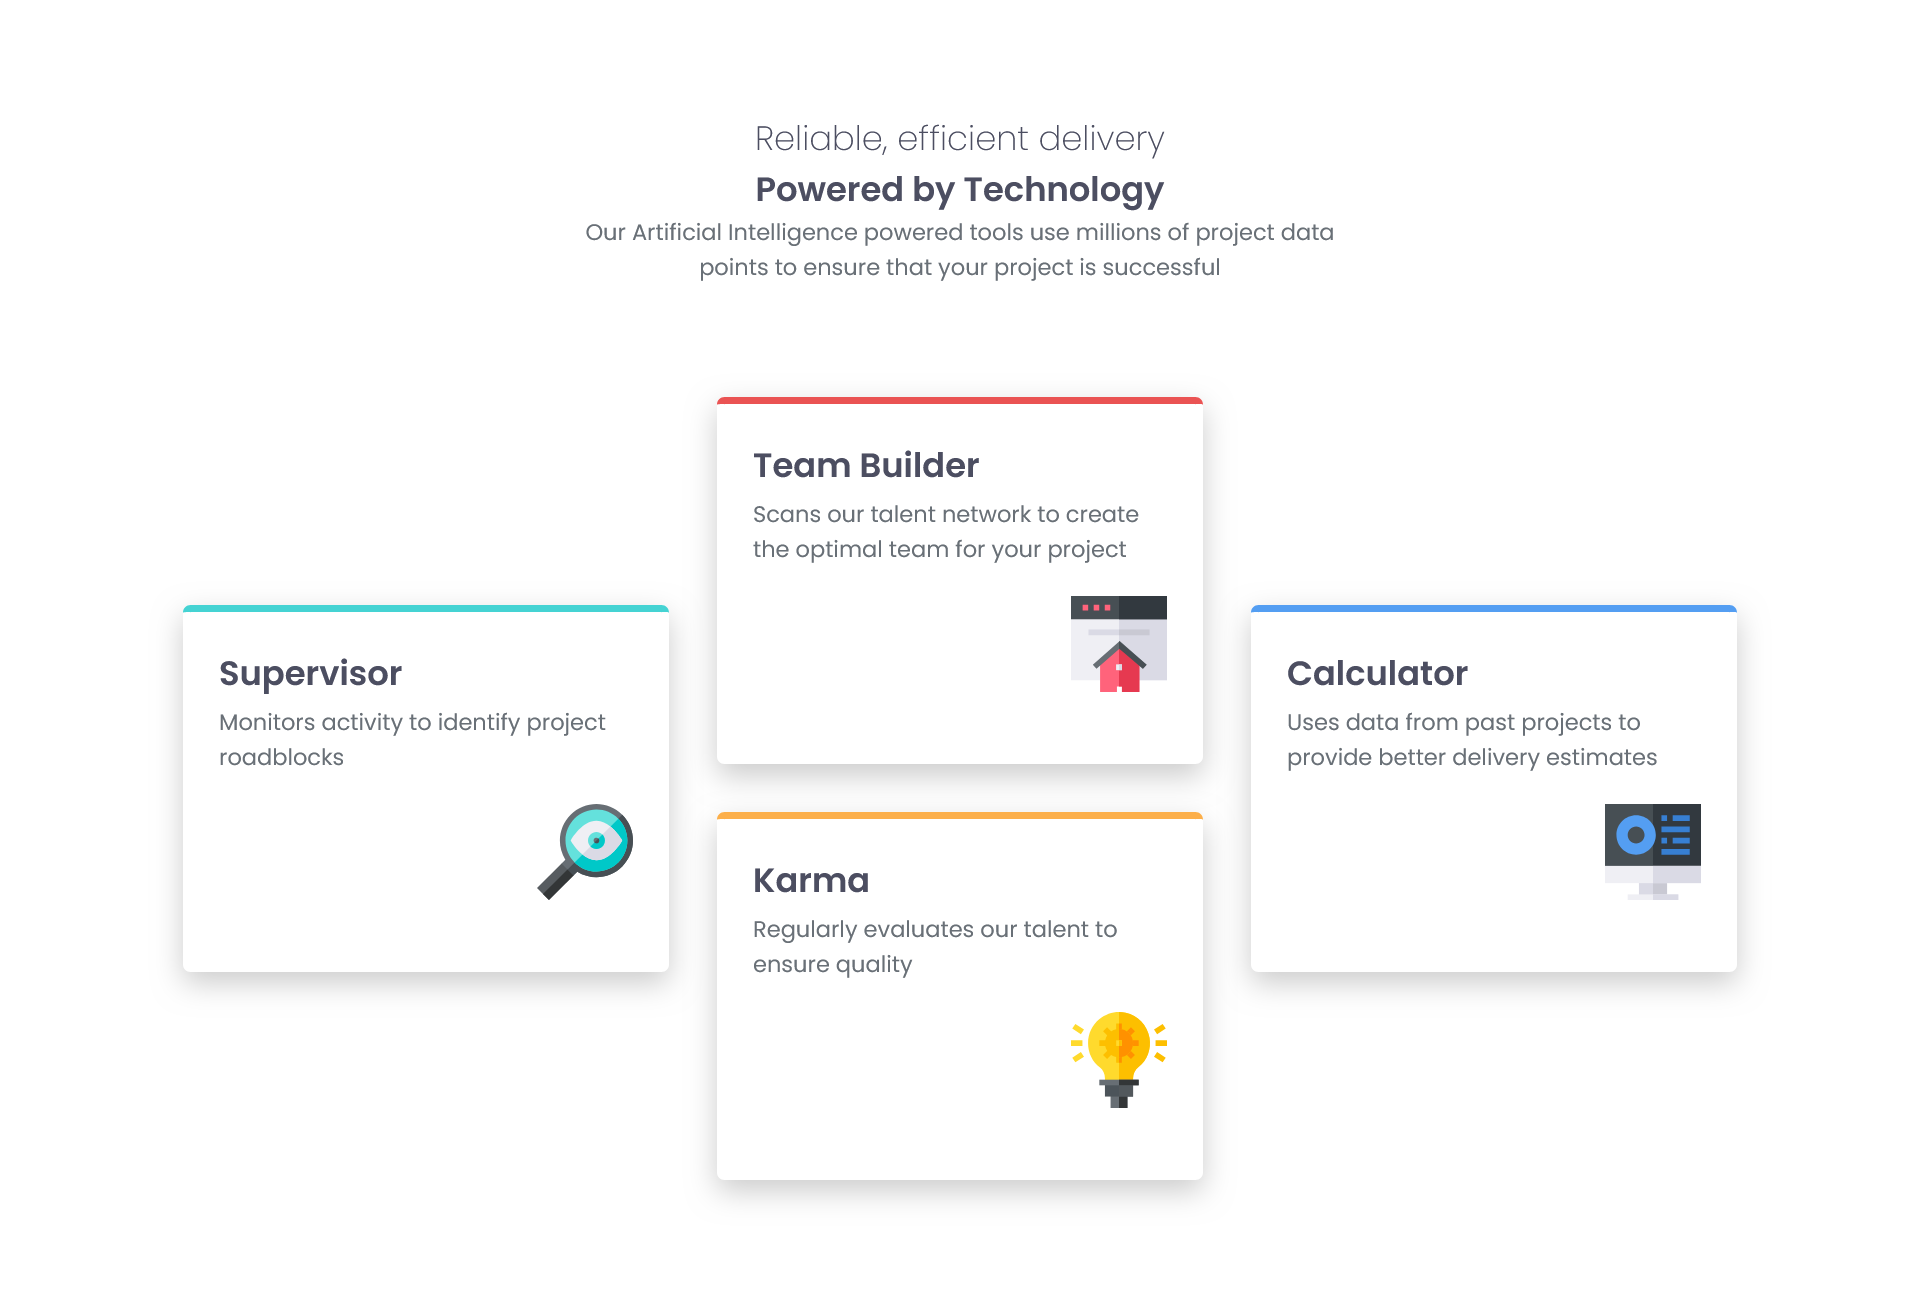 Reliable, efficient delivery
Powered by Technology
Our Artificial Intelligence powered tools use millions of project data
points to ensure that your project is successful
Supervisor
Monitors activity to identify project
roadblocks
Team Builder
Scans our talent network to create
the optimal team for your project
Karma
Regularly evaluates our talent to
ensure quality
Calculator
Uses data from past projects to
provide better delivery estimates